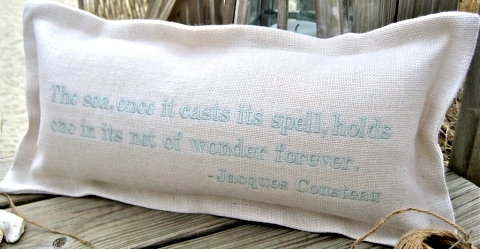 The sea, once it casts its spell, holds
one in its net of wonder forever.
-Jacques Cousteau